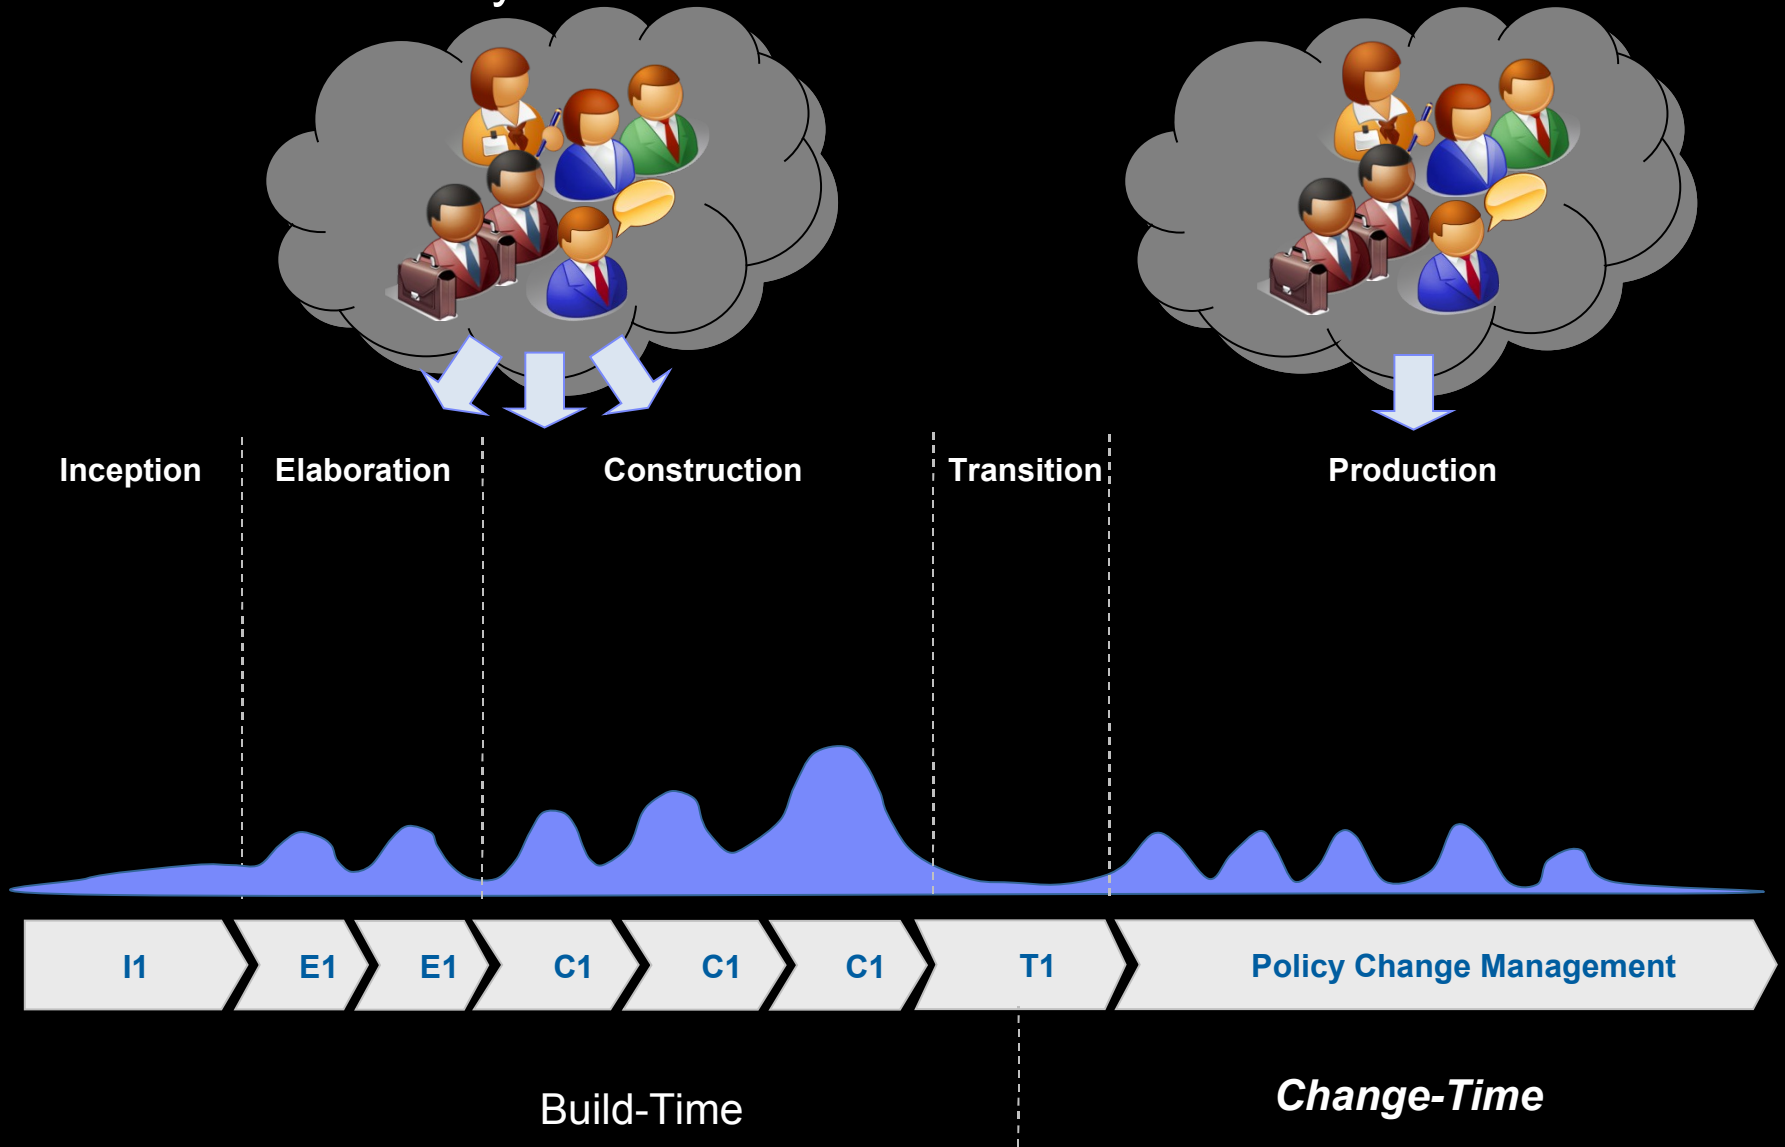 Inception
Elaboration
Construction
Transition
Production
I1
E1
E1
C1
C1
C1
T1
Policy Change Management
Build-Time
Change-Time